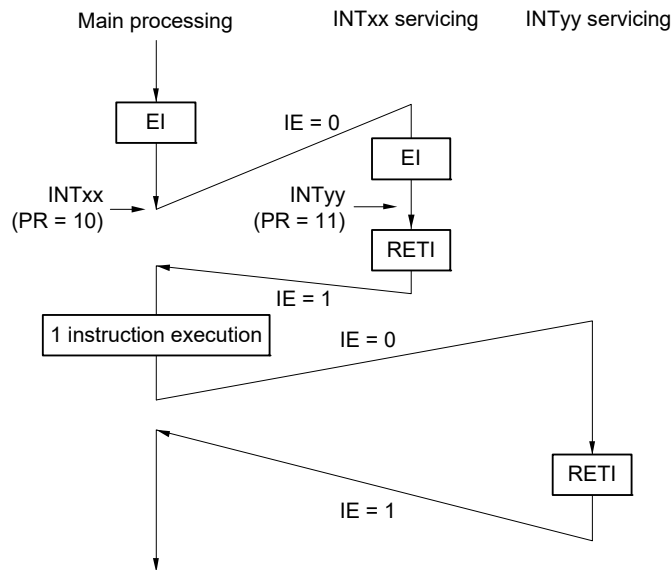 Main processing
INTxx servicing
INTyy servicing
EI
IE = 0
EI
INTxx
(PR = 10)
INTyy
(PR = 11)
RETI
IE = 1
1 instruction execution
IE = 0
RETI
IE = 1